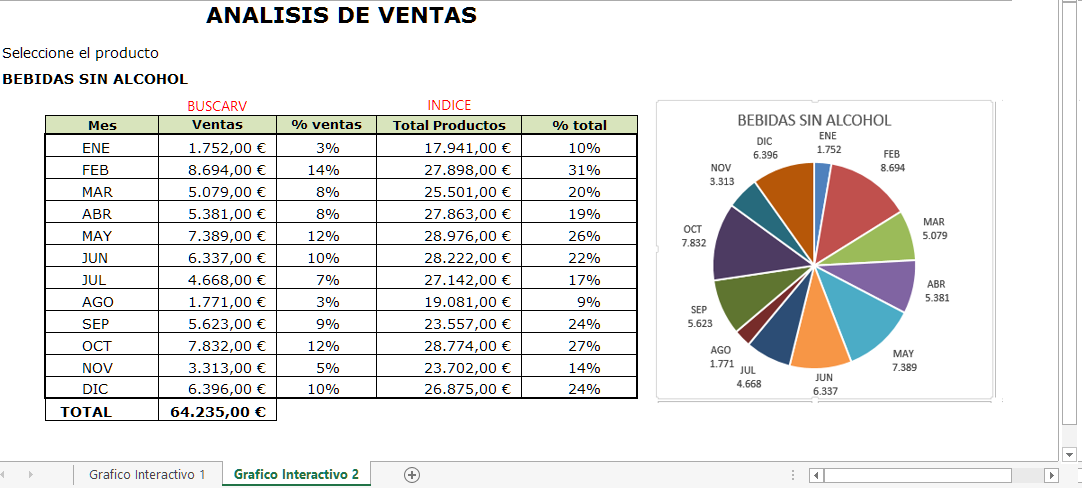 ANALISIS DE VENTAS
Seleccione el producto
BEBIDAS SIN ALCOHOL
BUSCARV INDICE
Mes Ventas % ventas Total Productos % total
ENE 1.752,00 € 3% 17.941,00 € 10%
FEB 8.694,00 € 14% 27.898,00 € 31%
MAR 5.079,00 € 8% 25.501,00 € 20%
ABR 5.381,00 € 8% 27.863,00 € 19%
MAY 7.389,00 € 12% 28.976,00 € 26%
JUN 6.337,00 € 10% 28.222,00 € 22%
JUL 4.668,00 € 7% 27.142,00 € 17%
AGO 1.771,00 € 3% 19.081,00 € 9%
SEP 5.623,00 € 9% 23.557,00 € 24%
OCT 7.832,00 € 12% 28.774,00 € 27%
NOV 3.313,00 € 5% 23.702,00 € 14%
DIC 6.396,00 € 10% 26.875,00 € 24%
TOTAL 64.235,00 €
BEBIDAS SIN ALCOHOL
ENE
1.752
FEB
8.694
MAR
5.079
ABR
5.381
MAY
7.389
JUN
6.337
JUL
4.668
AGO
1.771
SEP
5.623
OCT
7.832
NOV
3.313
DIC
6.396
Grafico Interactivo 1 Grafico Interactivo 2